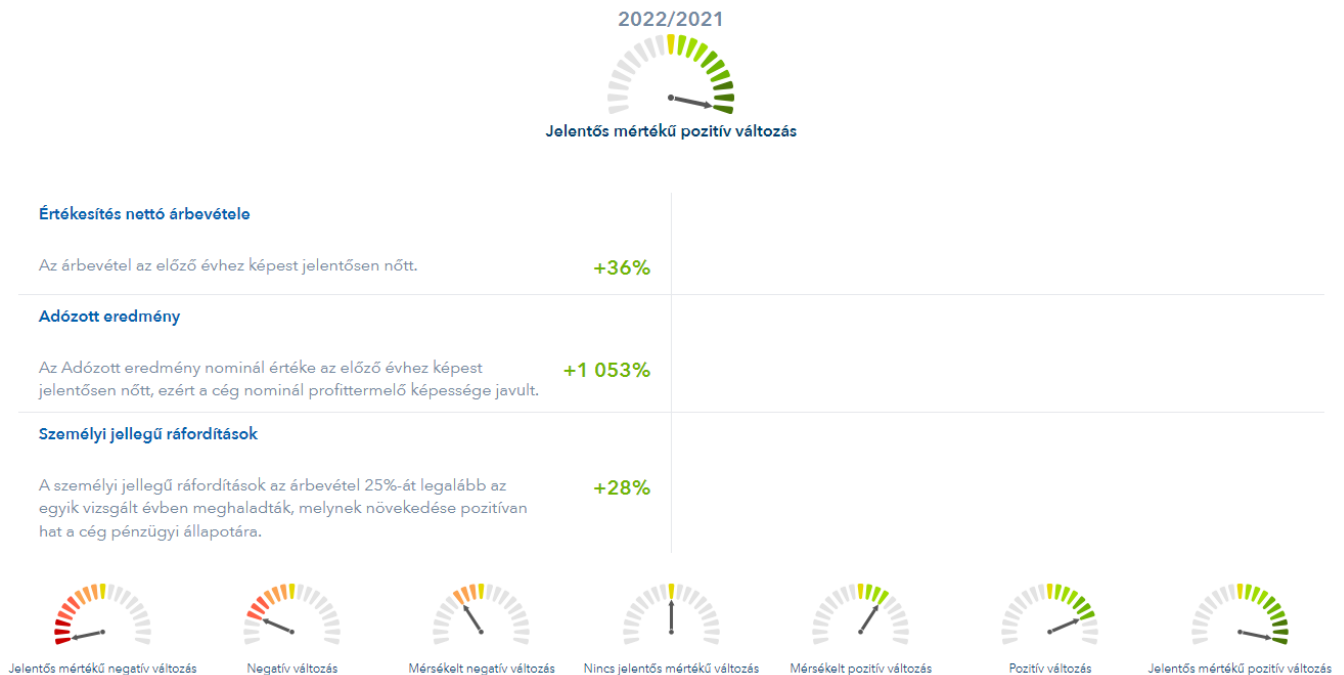 2022/2021
Jelentős mértékű pozitív változás
Értékesítés nettó árbevétele
Az árbevétel az előző évhez képest jelentősen nőtt.
+36%
Adózott eredmény
Az Adózott eredmény nominál értéke az előző évhez képest
jelentősen nőtt, ezért a cég nominál profittermelő képessége javult.
+1 053%
Személyi jellegű ráfordítások
A személyi jellegű ráfordítások az árbevétel 25%-át legalább az
egyik vizsgált évben meghaladták, melynek növekedése pozitívan
hat a cég pénzügyi állapotára.
+28%
Jelentős mértékű negatív változás
Negatív változás
Mérsékelt negatív változás
Nincs jelentős mértékű változás
Mérsékelt pozitív változás
Pozitív változás
Jelentős mértékű pozitív változás